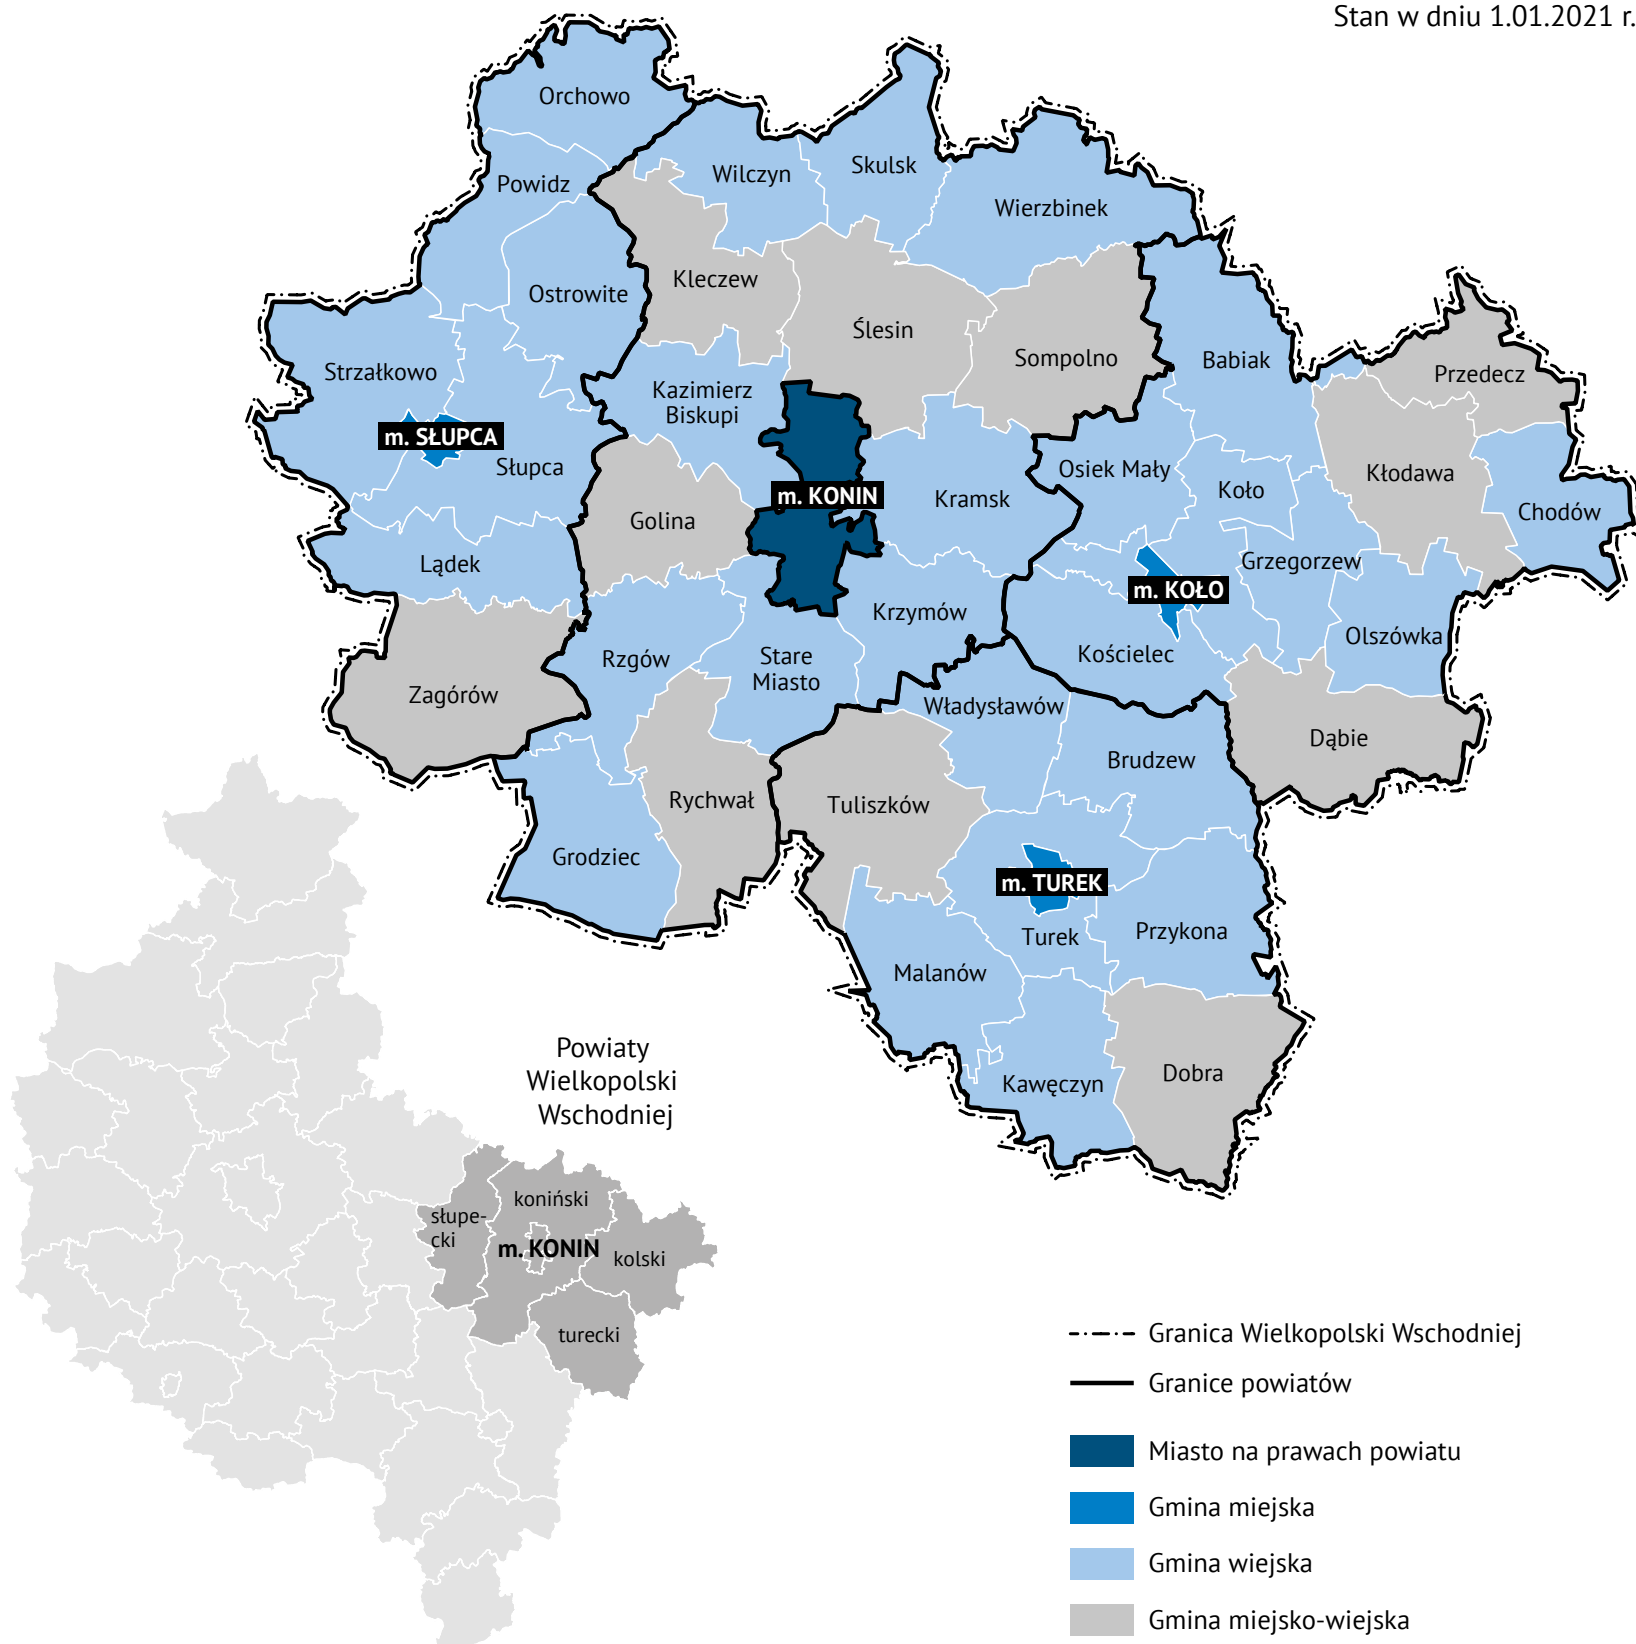 Stan w dniu 1.01.2021 r.
Orchowo
Powidz
Wilczyn
Skulsk
Wierzbinek
Kleczew
Ostrowite
Ślesin
Sompolno
Babiak
Przedecz
Strzałkowo
Kazimierz
Biskupi
m. SŁUPCA
Słupca
Osiek Mały
Koło
Kłodawa
m. KONIN
Kramsk
Chodów
Golina
Lądek
Grzegorzew
m. KOŁO
Krzymów
Olszówka
Rzgów
Stare
Miasto
Kościelec
Zagórów
Władysławów
Dąbie
Brudzew
Rychwał
Tuliszków
Grodziec
m. TUREK
Turek
Przykona
Malanów
Kawęczyn
Dobra
Powiaty
Wielkopolski
Wschodniej
koniński
słupe-
cki
m. KONIN
kolski
turecki
Granica Wielkopolski Wschodniej
Granice powiatów
Miasto na prawach powiatu
Gmina miejska
Gmina wiejska
Gmina miejsko-wiejska